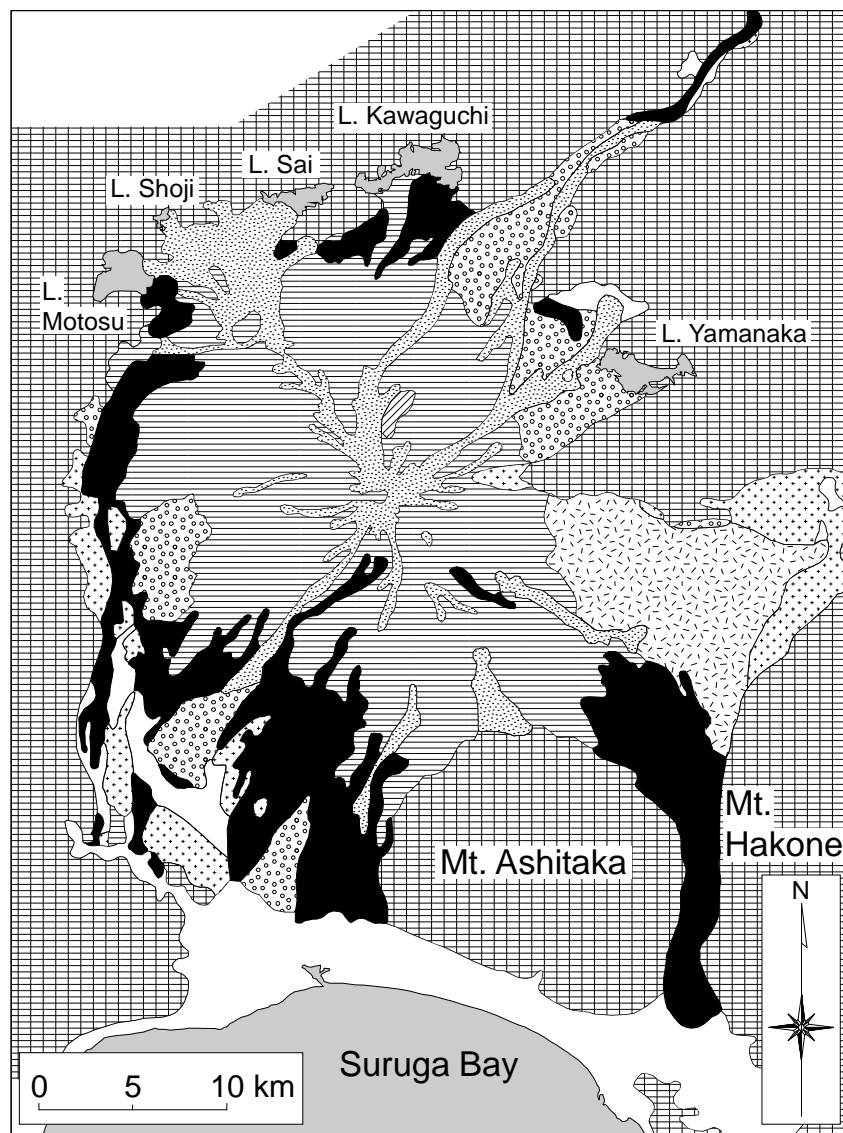 L. Kawaguchi
L. Sai
L. Shoji
L.
Motosu
L. Yamanaka
Mt.
Hakone
Mt. Ashitaka
N
Suruga Bay
0 5 10 km